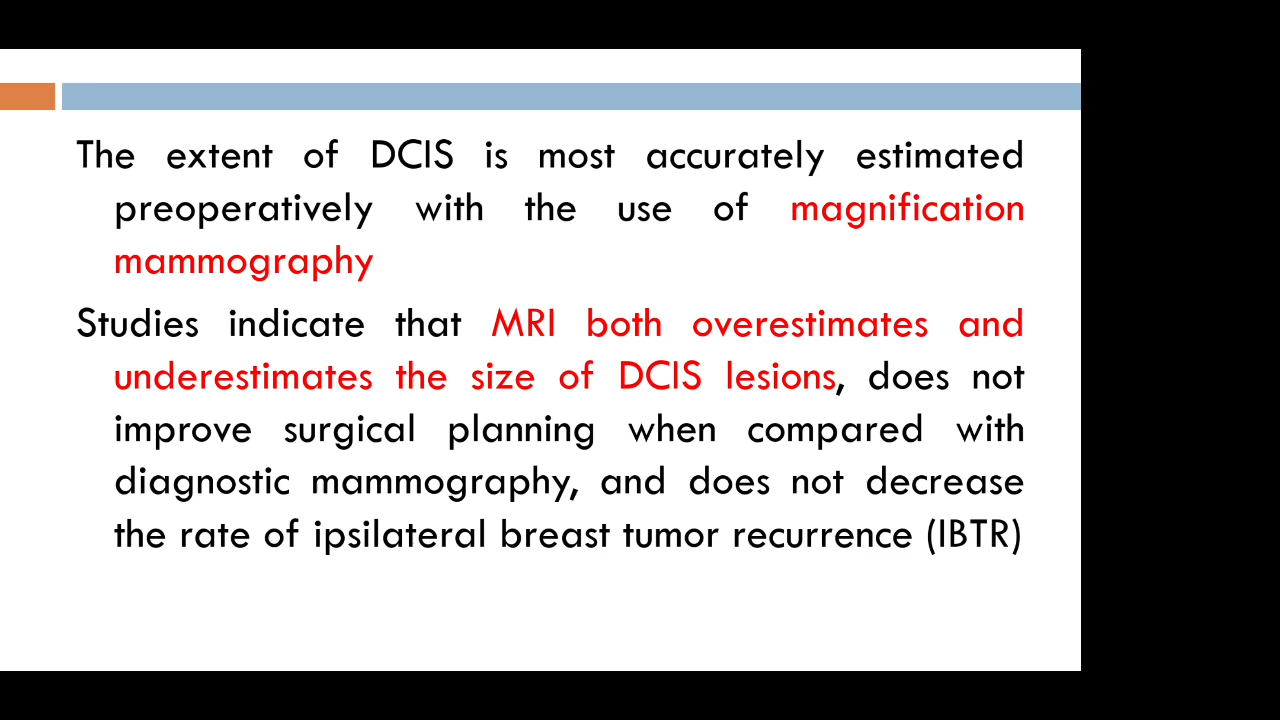 The extent of DCIS is most accurately estimated
preoperatively with the use of magnification
mammography
Studies indicate that MRI both overestimates and
underestimates the size of DCIS lesions, does not
improve surgical planning when compared with
diagnostic mammography, and does not decrease
the rate of ipsilateral breast tumor recurrence (IBTR)